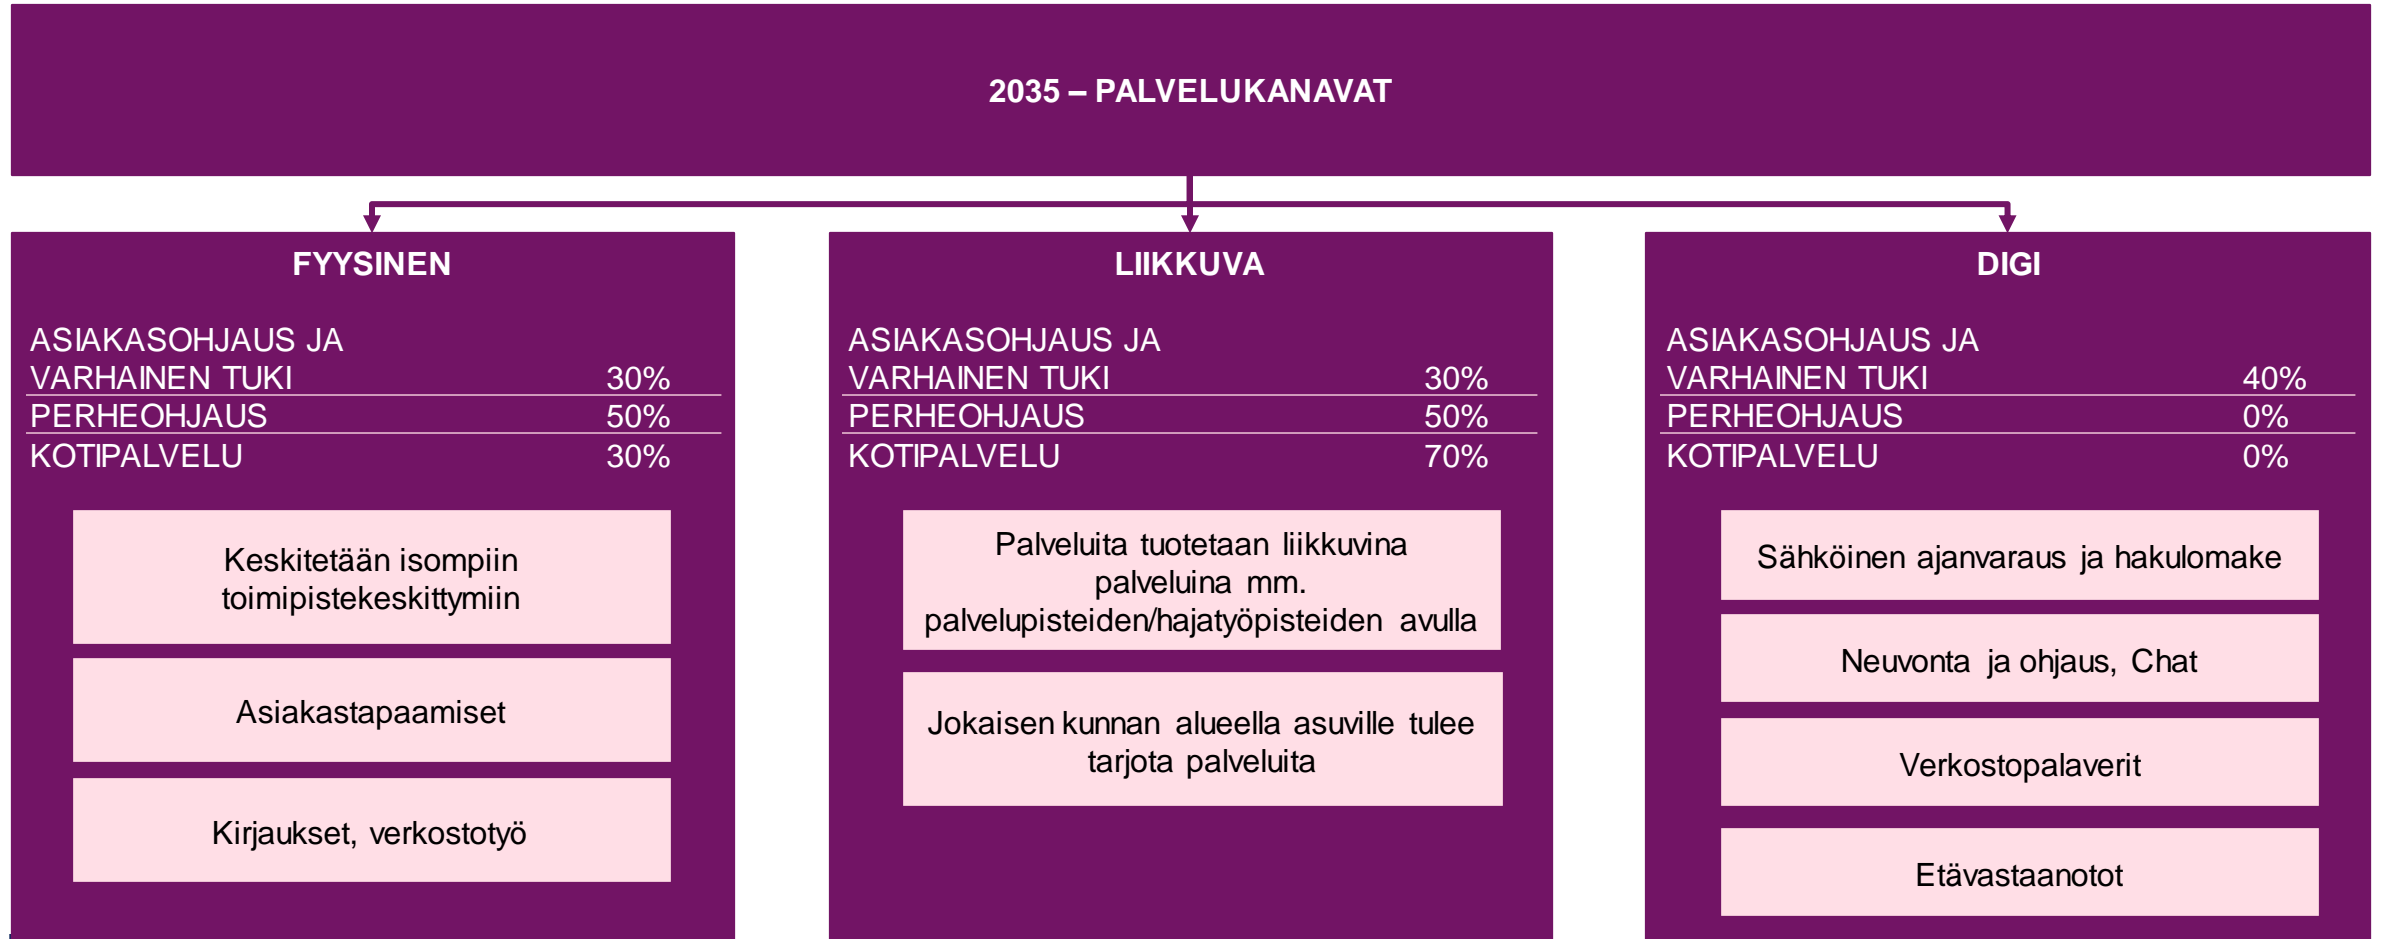 2035 – PALVELUKANAVAT
FYYSINEN
ASIAKASOHJAUS JA
VARHAINEN TUKI 30%
PERHEOHJAUS 50%
KOTIPALVELU 30%
Keskitetään isompiin
toimipistekeskittymiin
Asiakastapaamiset
Kirjaukset, verkostotyö
LIIKKUVA
ASIAKASOHJAUS JA
VARHAINEN TUKI 30%
PERHEOHJAUS 50%
KOTIPALVELU 70%
Palveluita tuotetaan liikkuvina
palveluina mm.
palvelupisteiden/hajatyöpisteiden avulla
Jokaisen kunnan alueella asuville tulee
tarjota palveluita
DIGI
ASIAKASOHJAUS JA
VARHAINEN TUKI 40%
PERHEOHJAUS 0%
KOTIPALVELU 0%
Sähköinen ajanvaraus ja hakulomake
Neuvonta ja ohjaus, Chat
Verkostopalaverit
Etävastaanotot